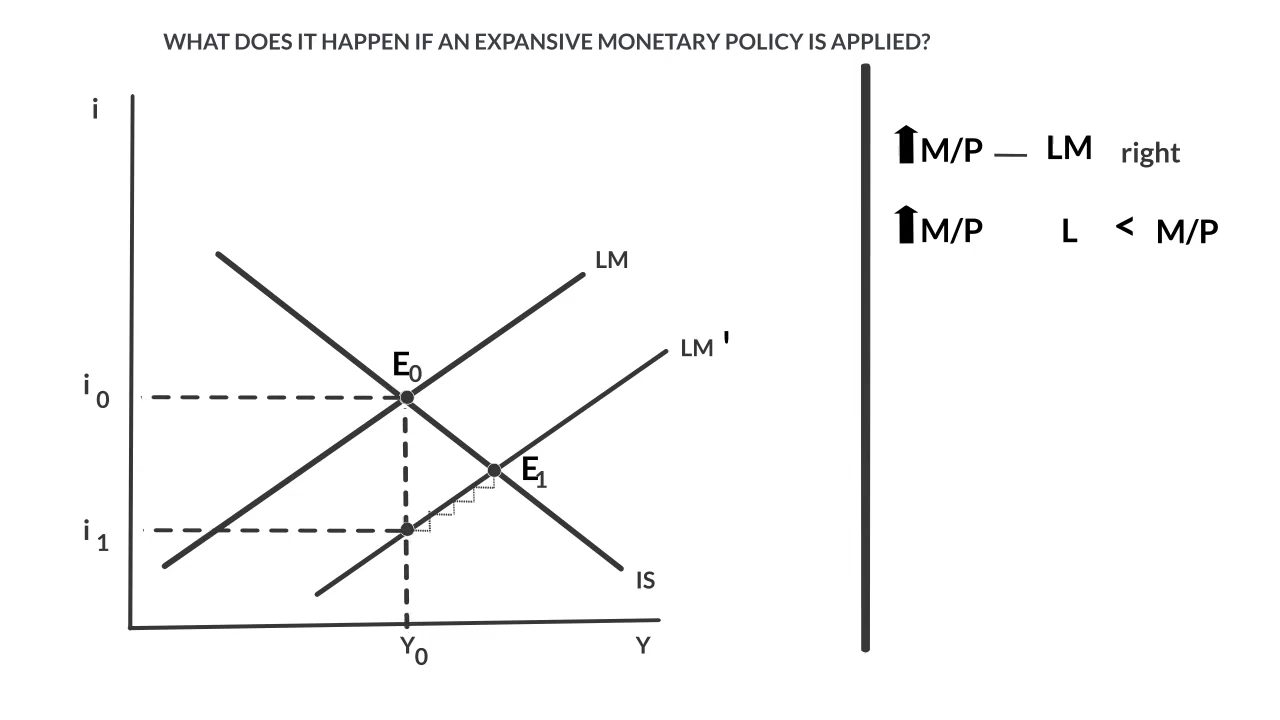 WHAT DOES IT HAPPEN IF AN EXPANSIVE MONETARY POLICY IS APPLIED?
i
M/P — LM right
M/P L < M/P
LM
LM '
E0
i 0
E1
i 1
IS
Y0
Y